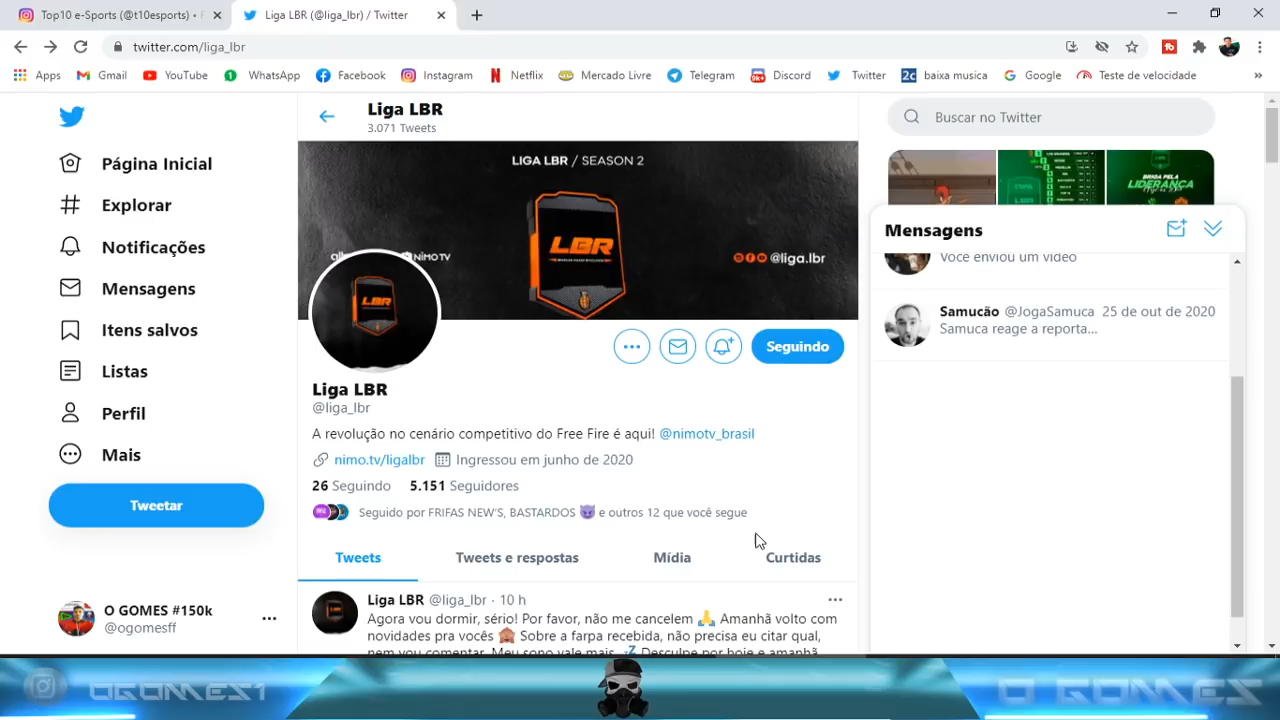 Top10 e-Sports (@t10esports) • F
Liga LBR (@liga_lbr) / Twitter
twitter.com/liga_lbr
Apps
Gmail
YouTube
WhatsApp
Facebook
Instagram
Netflix
Mercado Livre
Telegram
Discord
Twitter
baixa musica
Google
Teste de velocidade
»
Página Inicial
Explorar
Notificações
Mensagens
Itens salvos
Listas
Perfil
Mais
Tweetar
O GOMES #150k
@ogomesff
Liga LBR
3.071 Tweets
LIGA LBR / SEASON 2
LBR
NIMO TV
@liga.lbr
LBR
Seguindo
Liga LBR
@liga_lbr
A revolução no cenário competitivo do Free Fire é aqui! @nimotv_brasil
nimo.tv/ligalbr Ingressou em junho de 2020
26 Seguindo 5.151 Seguidores
Seguido por FRIFAS NEW'S, BASTARDOS 😈 e outros 12 que você segue
Tweets
Tweets e respostas
Mídia
Curtidas
Liga LBR @liga_lbr · 10 h
Agora vou dormir, sério! Por favor, não me cancelem 🙏 Amanhã volto com
novidades pra vocês 🙈 Sobre a farpa recebida, não precisa eu citar qual,
nem vou comentar. Meu sono vale mais. 💤 Desculpe por hoje e amanhã
Buscar no Twitter
BRIGA PELA
LIDERANÇA
Mensagens
Você enviou um vídeo
Samucão @JogaSamuca 25 de out de 2020
Samuca reage a reporta...
OGOMES1
O GOMES